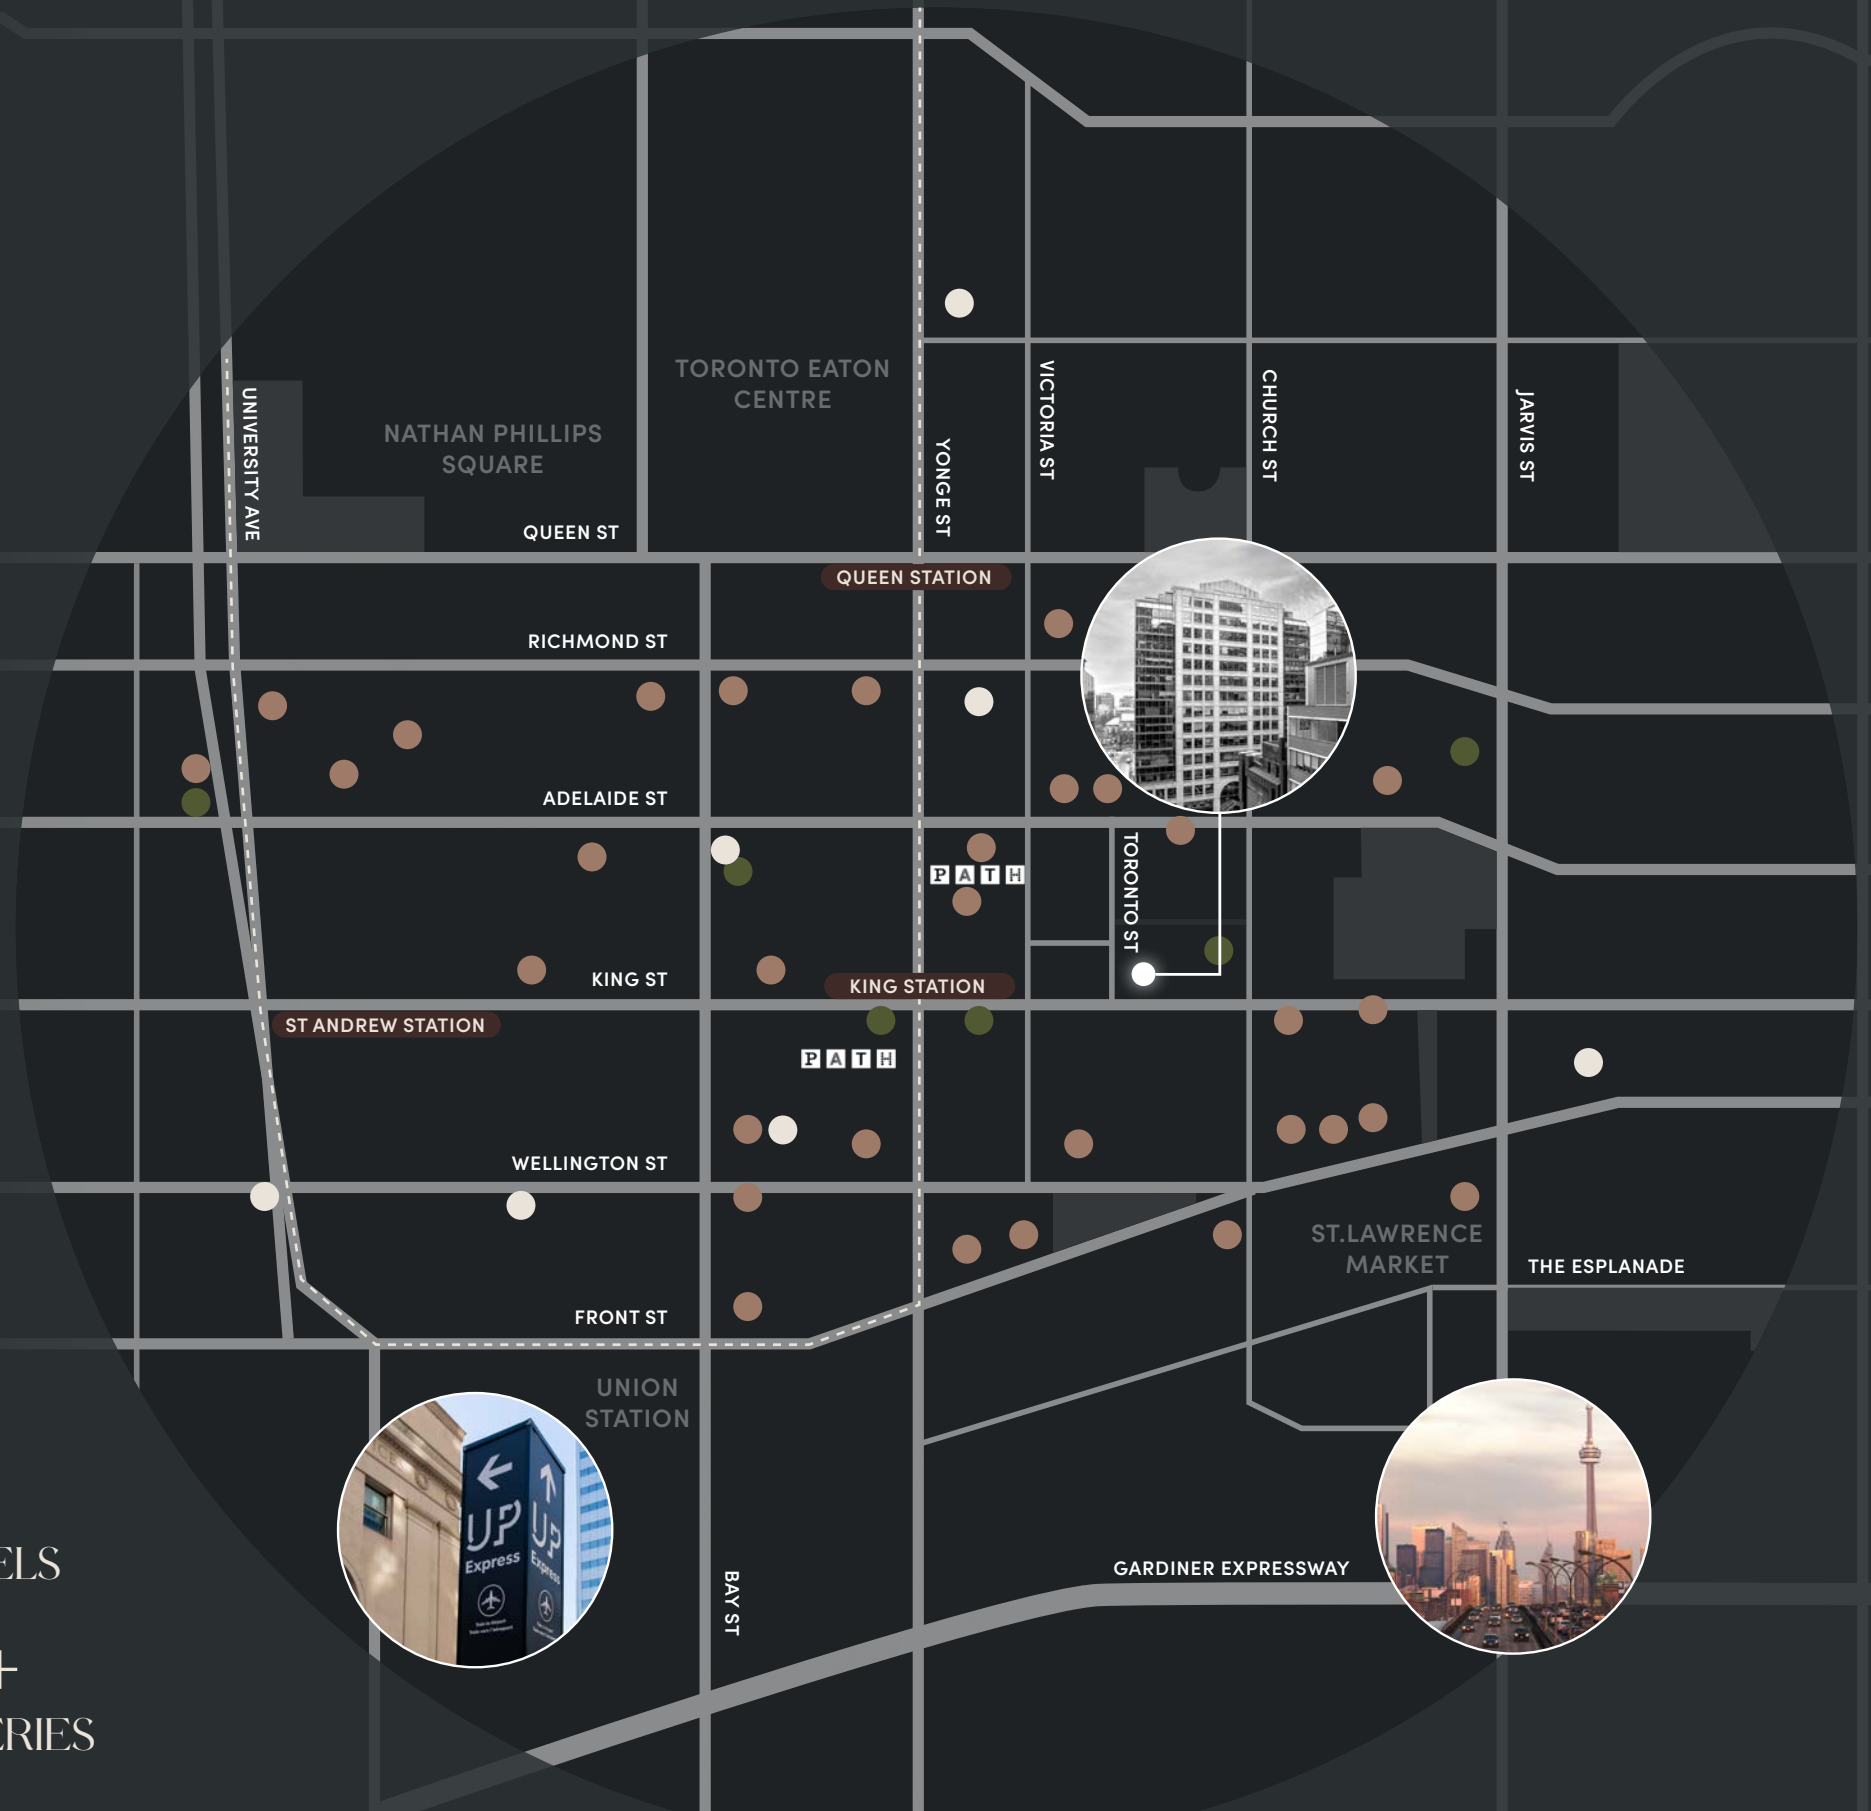 TORONTO EATON
CENTRE
VICTORIA ST
CHURCH ST
JARVIS ST
UNIVERSITY AVE
NATHAN PHILLIPS
SQUARE
YONGE ST
QUEEN ST
QUEEN STATION
RICHMOND ST
ADELAIDE ST
TORONTO ST
PATH
KING ST
KING STATION
ST ANDREW STATION
PATH
WELLINGTON ST
ST.LAWRENCE
MARKET
THE ESPLANADE
FRONT ST
UNION
STATION
UP
Express
UP
Express
ELS
BAY ST
GARDINER EXPRESSWAY
+
ERIES